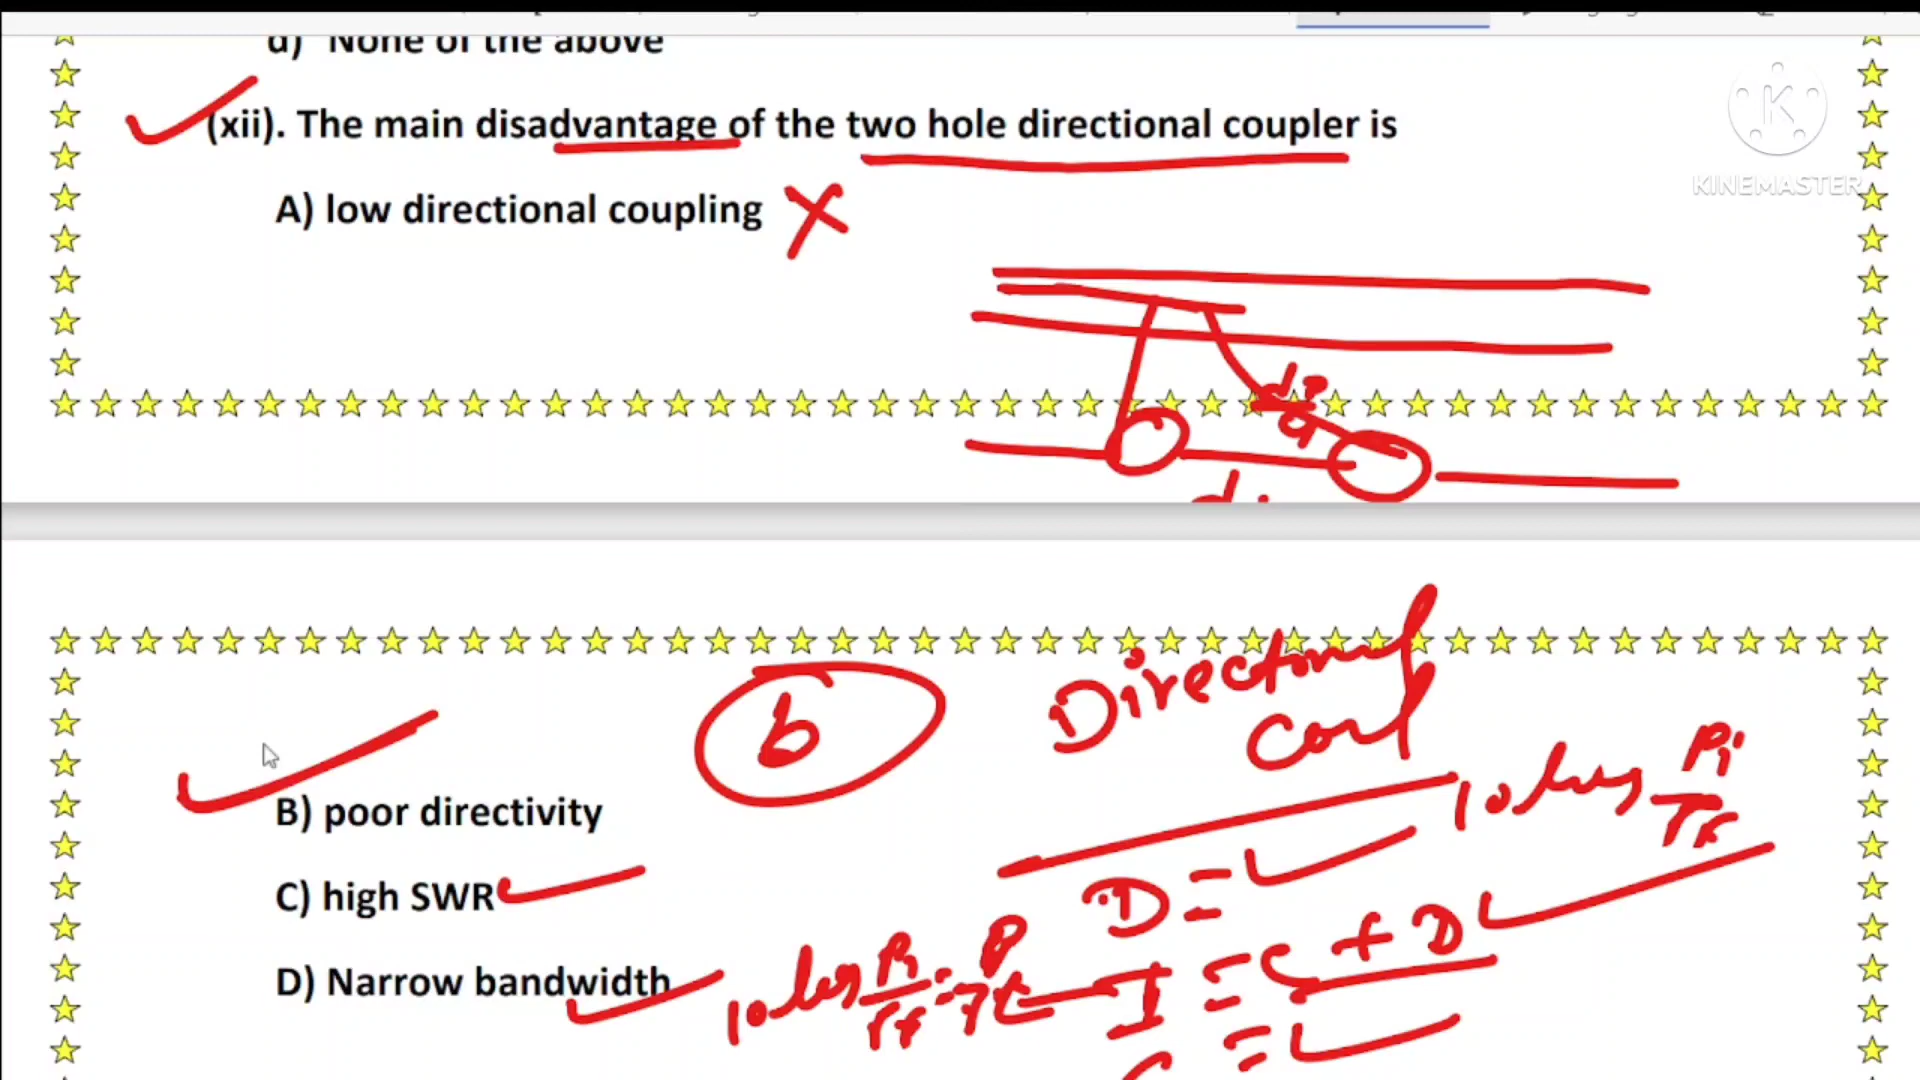 d) None of the above
(xii). The main disadvantage of the two hole directional coupler is
K
KINEMASTER
A) low directional coupling
b
Directional
B) poor directivity
C) high SWR
D =
I = C + D
D) Narrow bandwidth